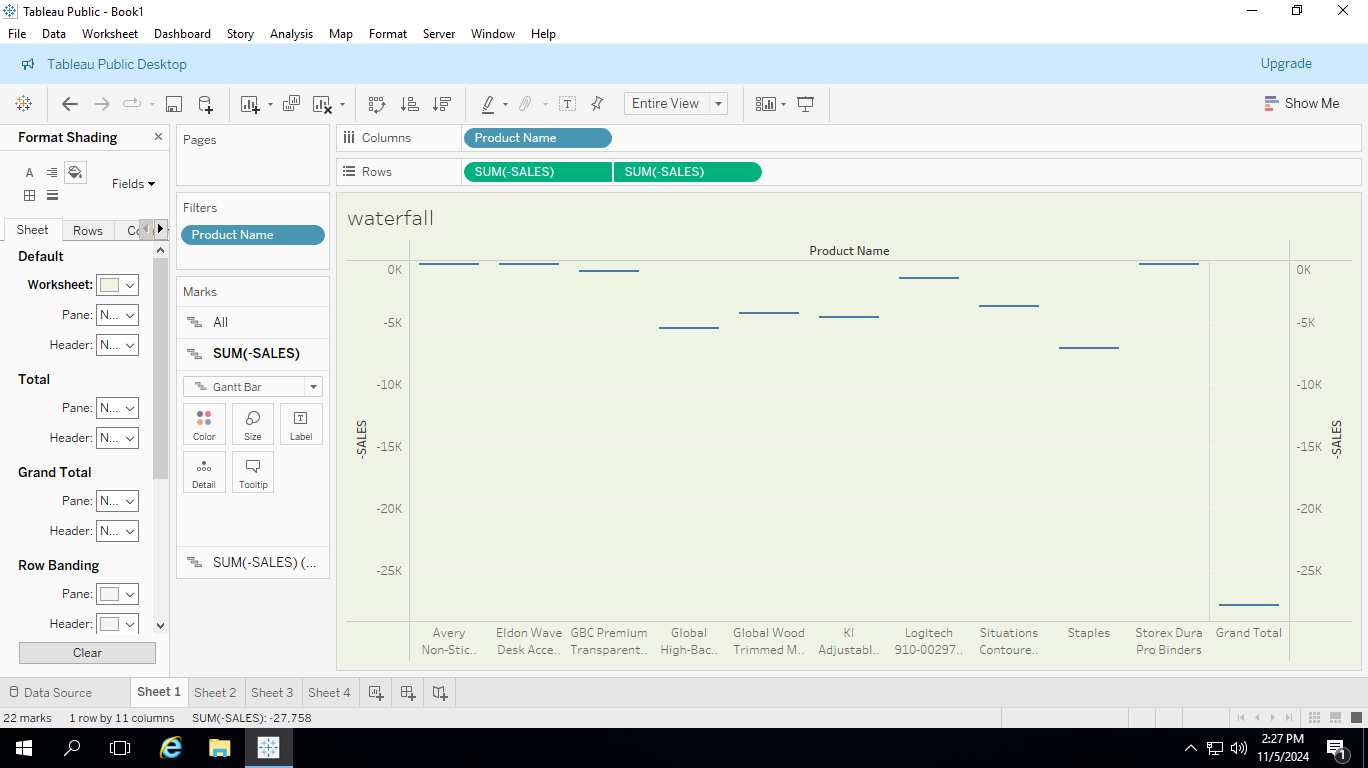 Tableau Public - Book1
File Data Worksheet Dashboard Story Analysis Map Format Server Window Help
Tableau Public Desktop
Upgrade
Entire View
Show Me
Format Shading
Fields
Sheet Rows
Default
Worksheet:
Pane: N...
Header: N...
Total
Pane: N...
Header: N...
Grand Total
Pane: N...
Header: N...
Row Banding
Pane:
Header:
Clear
Pages
Filters
Product Name
Marks
All
SUM(-SALES)
Gantt Bar
Color Size Label
Detail Tooltip
SUM(-SALES) (...
Columns Product Name
Rows SUM(-SALES) SUM(-SALES)
waterfall
Product Name
0K
-5K
-10K
-15K
-20K
-25K
-SALES
0K
-5K
-10K
-15K
-20K
-25K
-SALES
Avery Non-Stic..
Eldon Wave Desk Acce..
GBC Premium Transparent..
Global High-Bac..
Global Wood Trimmed M..
KI Adjustabl..
Logitech 910-00297..
Situations Contoure..
Staples
Storex Dura Pro Binders
Grand Total
Data Source Sheet 1 Sheet 2 Sheet 3 Sheet 4
22 marks 1 row by 11 columns SUM(-SALES): -27.758
2:27 PM
11/5/2024
1